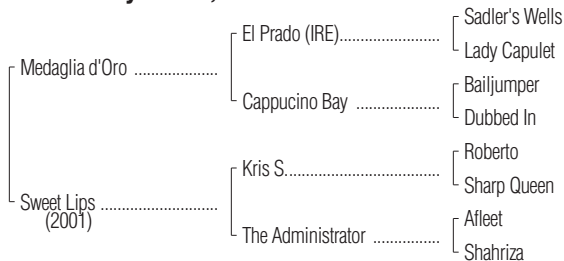 Sadler's Wells
El Prado (IRE)....................
Lady Capulet
Medaglia d'Oro .................
Bailjumper
Cappucino Bay .................
Dubbed In
Roberto
Kris S...............................
Sharp Queen
Sweet Lips ........................
(2001)
Afleet
The Administrator ..............
Shahriza